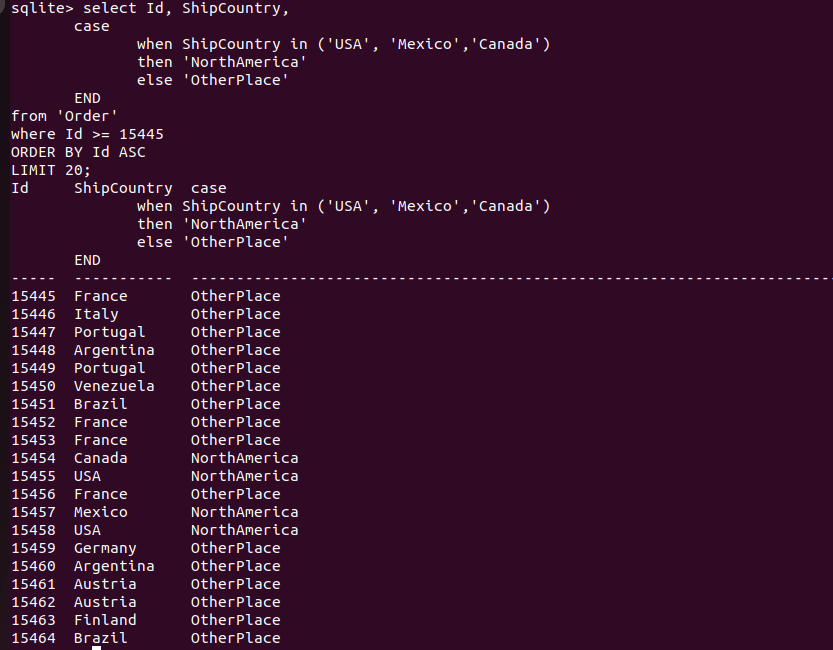 sqlite> select Id, ShipCountry,
       case
              when ShipCountry in ('USA', 'Mexico','Canada')
              then 'NorthAmerica'
              else 'OtherPlace'
       END
from 'Order'
where Id >= 15445
ORDER BY Id ASC
LIMIT 20;
Id     ShipCountry  case
              when ShipCountry in ('USA', 'Mexico','Canada')
              then 'NorthAmerica'
              else 'OtherPlace'
       END
-----  -----------  -----------------------------------------------------------------------
15445  France       OtherPlace
15446  Italy        OtherPlace
15447  Portugal     OtherPlace
15448  Argentina    OtherPlace
15449  Portugal     OtherPlace
15450  Venezuela    OtherPlace
15451  Brazil       OtherPlace
15452  France       OtherPlace
15453  France       OtherPlace
15454  Canada       NorthAmerica
15455  USA          NorthAmerica
15456  France       OtherPlace
15457  Mexico       NorthAmerica
15458  USA          NorthAmerica
15459  Germany      OtherPlace
15460  Argentina    OtherPlace
15461  Austria      OtherPlace
15462  Austria      OtherPlace
15463  Finland      OtherPlace
15464  Brazil       OtherPlace